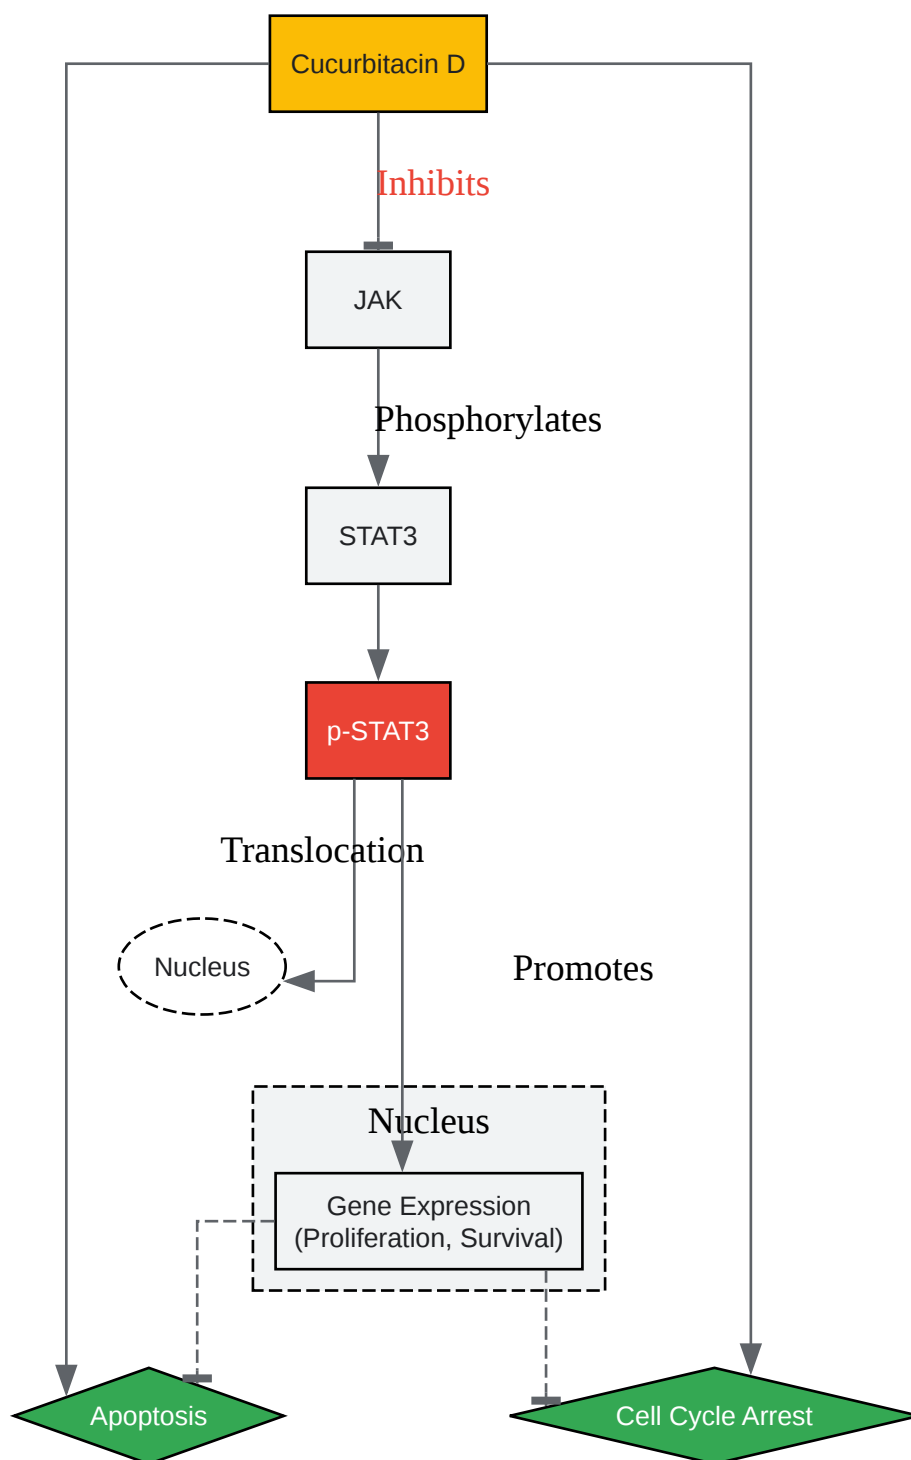 Cucurbitacin D
Inhibits
JAK
Phosphorylates
STAT3
p-STAT3
Translocation
Nucleus
Promotes
Nucleus
Gene Expression
(Proliferation, Survival)
Apoptosis
Cell Cycle Arrest